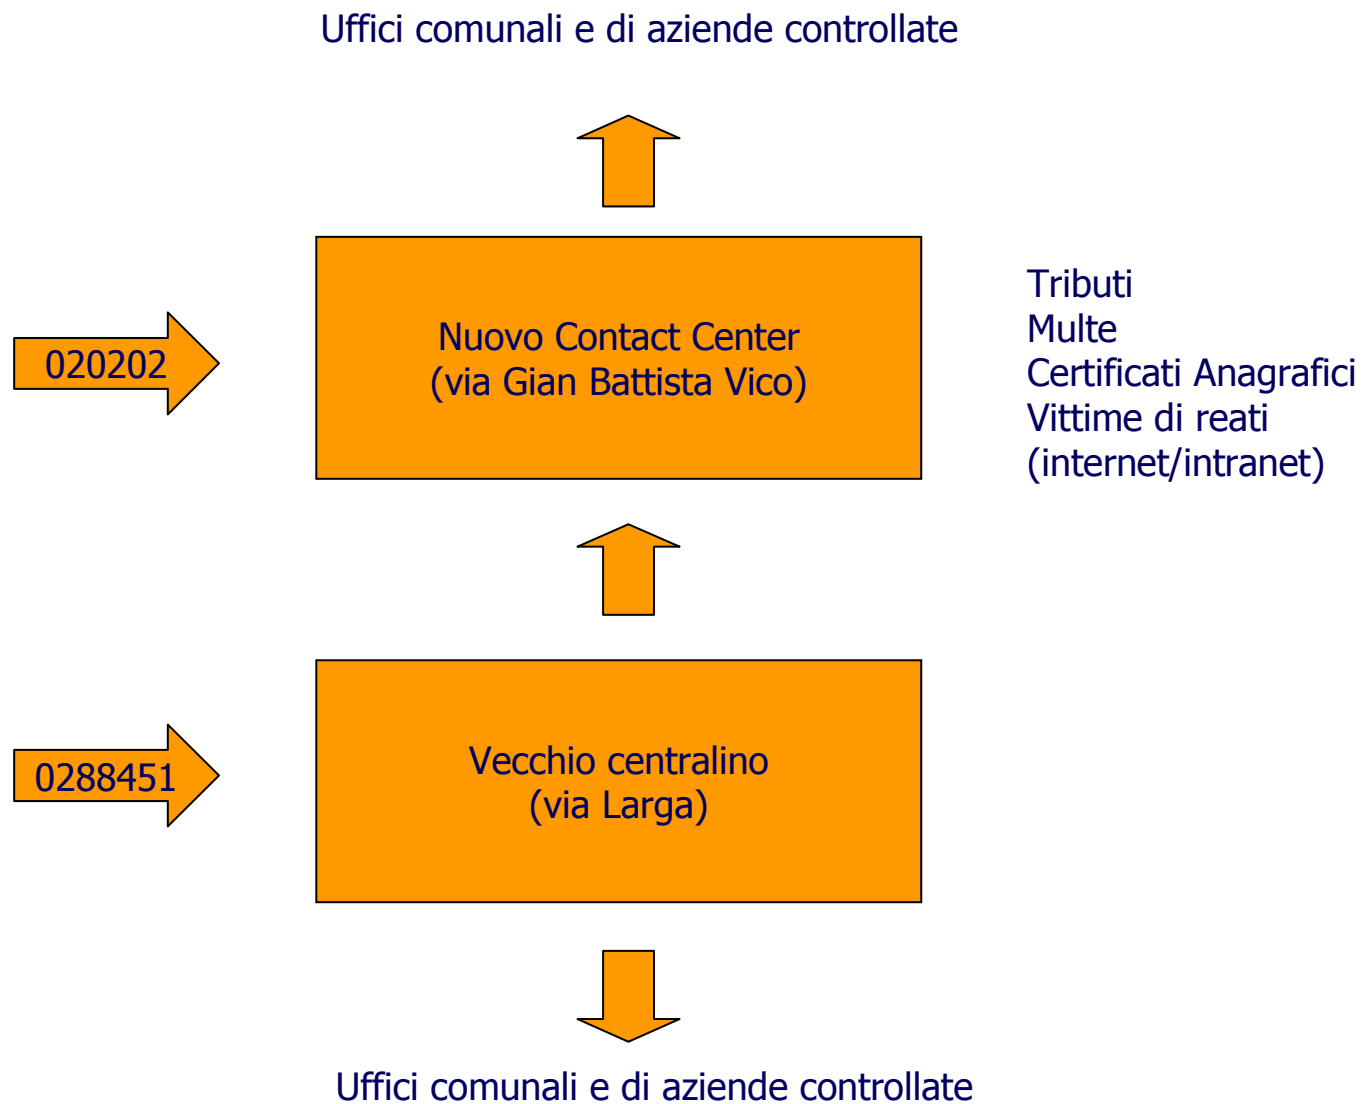 Uffici comunali e di aziende controllate
020202
Nuovo Contact Center
(via Gian Battista Vico)
Tributi
Multe
Certificati Anagrafici
Vittime di reati
(internet/intranet)
0288451
Vecchio centralino
(via Larga)
Uffici comunali e di aziende controllate